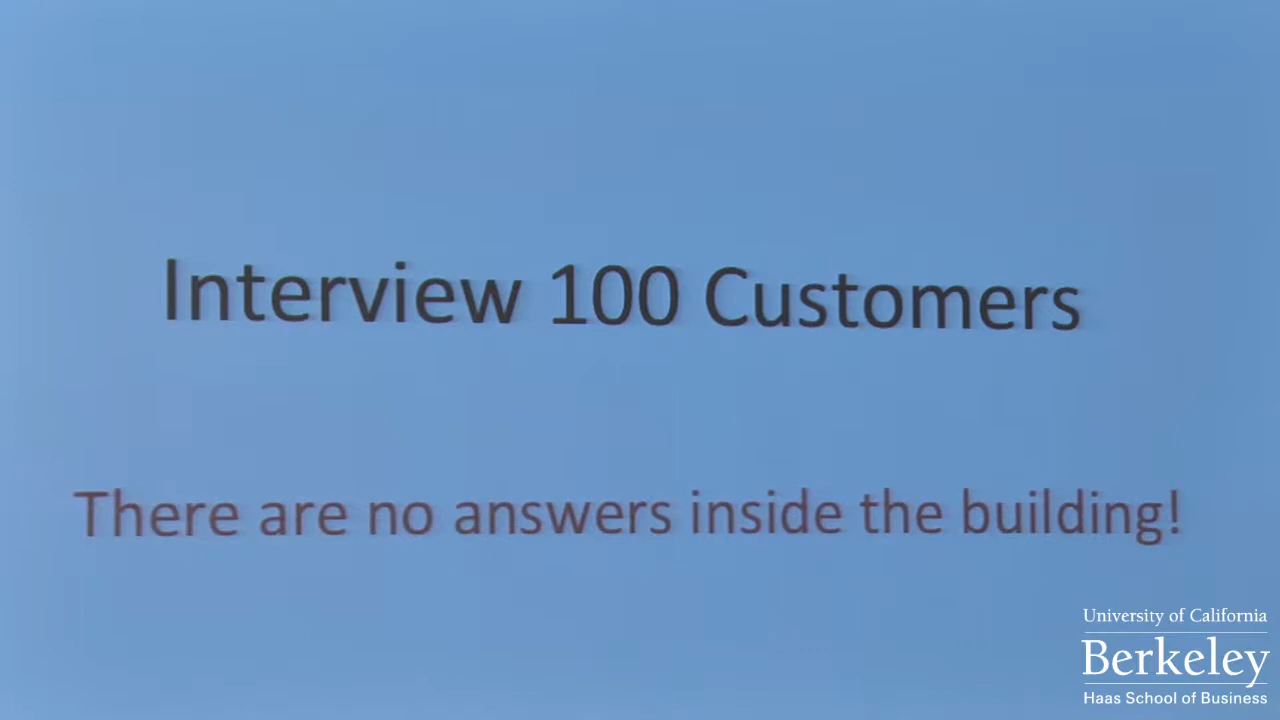 Interview 100 Customers
There are no answers inside the building!
University of California
Berkeley
Haas School of Business